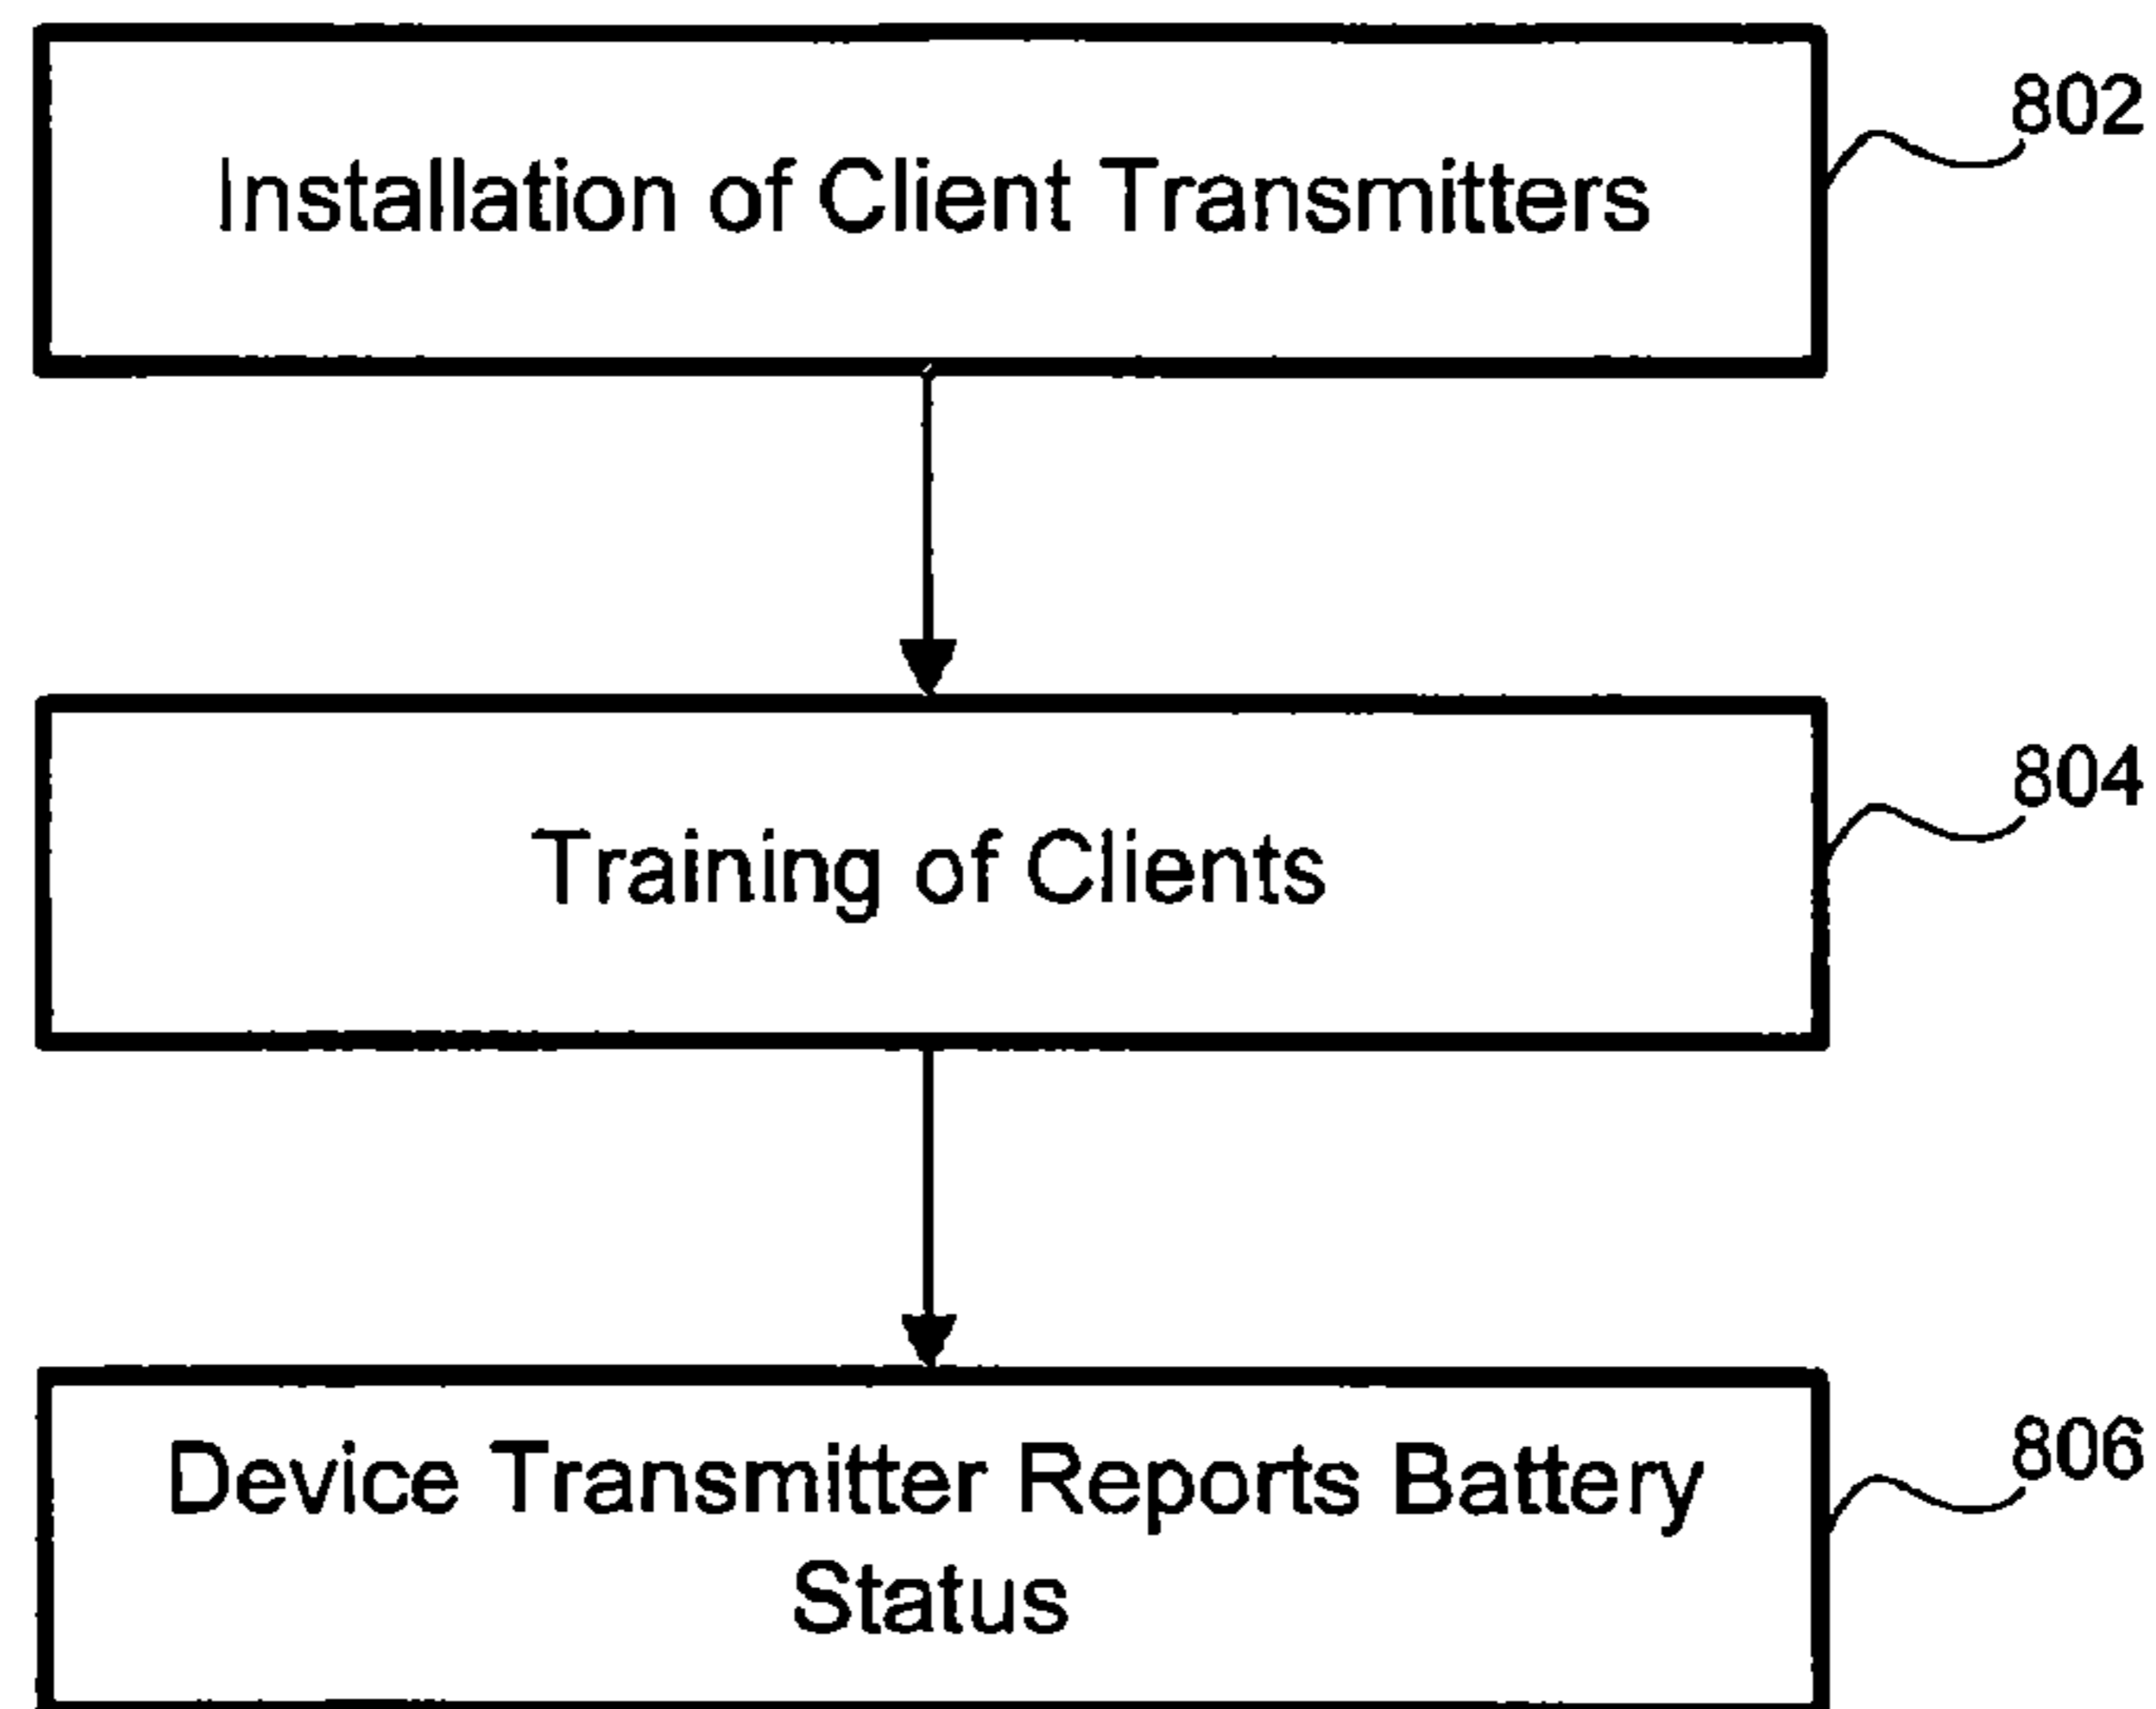 802
Installation of Client Transmitters
804
Training of Clients
806
Device Transmitter Reports Battery
Status